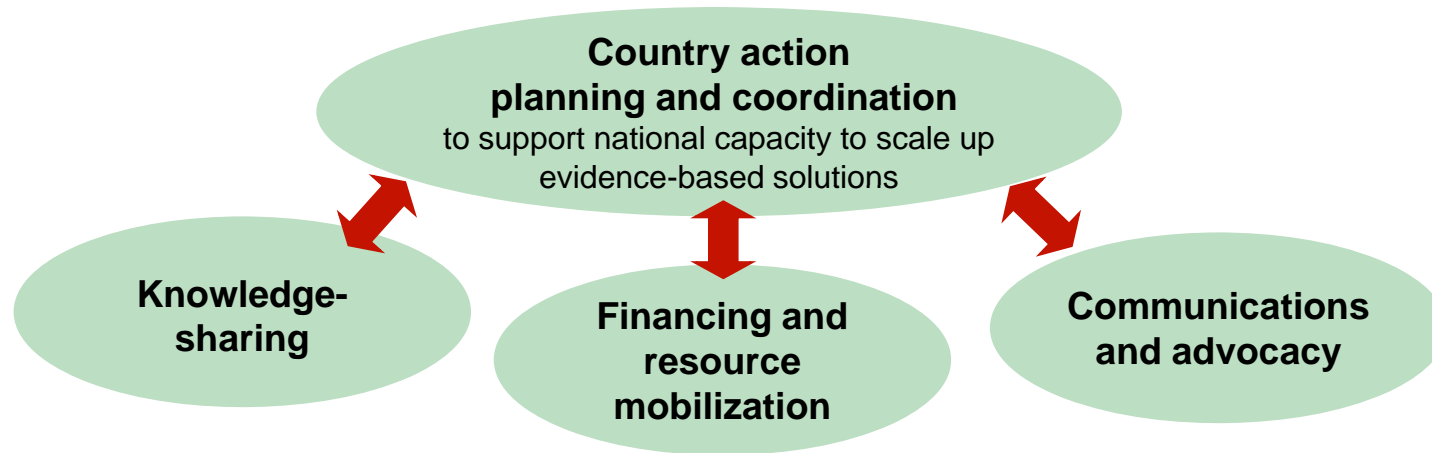 Country action
planning and coordination
to support national capacity to scale up
evidence-based solutions
Knowledge-
sharing
Financing and
resource
mobilization
Communications
and advocacy